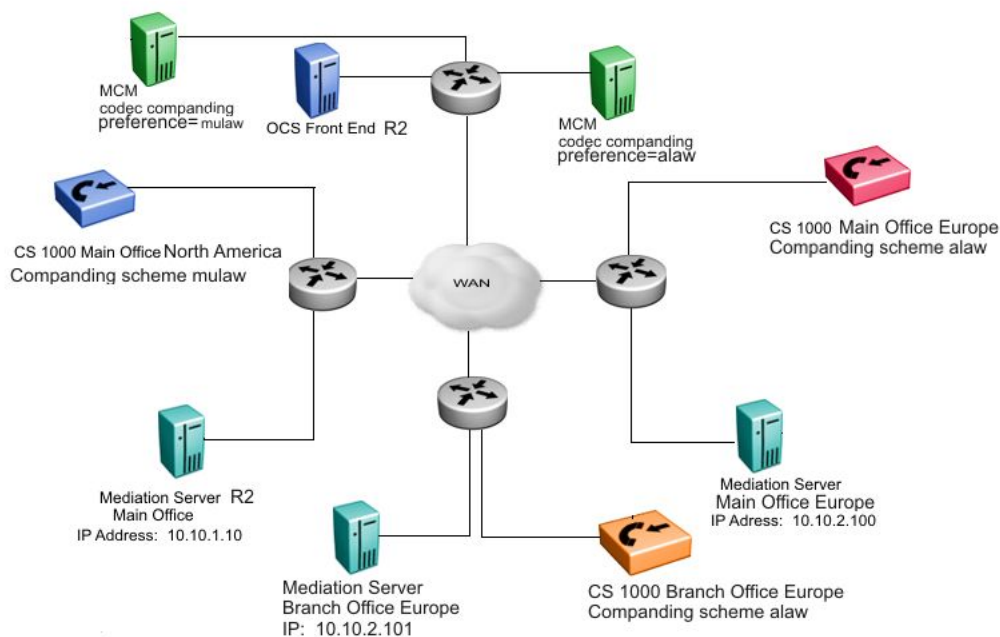 MCM
codec companding
preference= mulaw
OCS Front End R2
MCM
codec companding
preference=alaw
CS 1000 Main Office North America
Companding scheme mulaw
CS 1000 Main Office Europe
Companding scheme alaw
WAN
Mediation Server R2
Main Office
IP Address: 10.10.1.10
Mediation Server
Main Office Europe
IP Adress: 10.10.2.100
Mediation Server
Branch Office Europe
IP: 10.10.2.101
CS 1000 Branch Office Europe
Companding scheme alaw